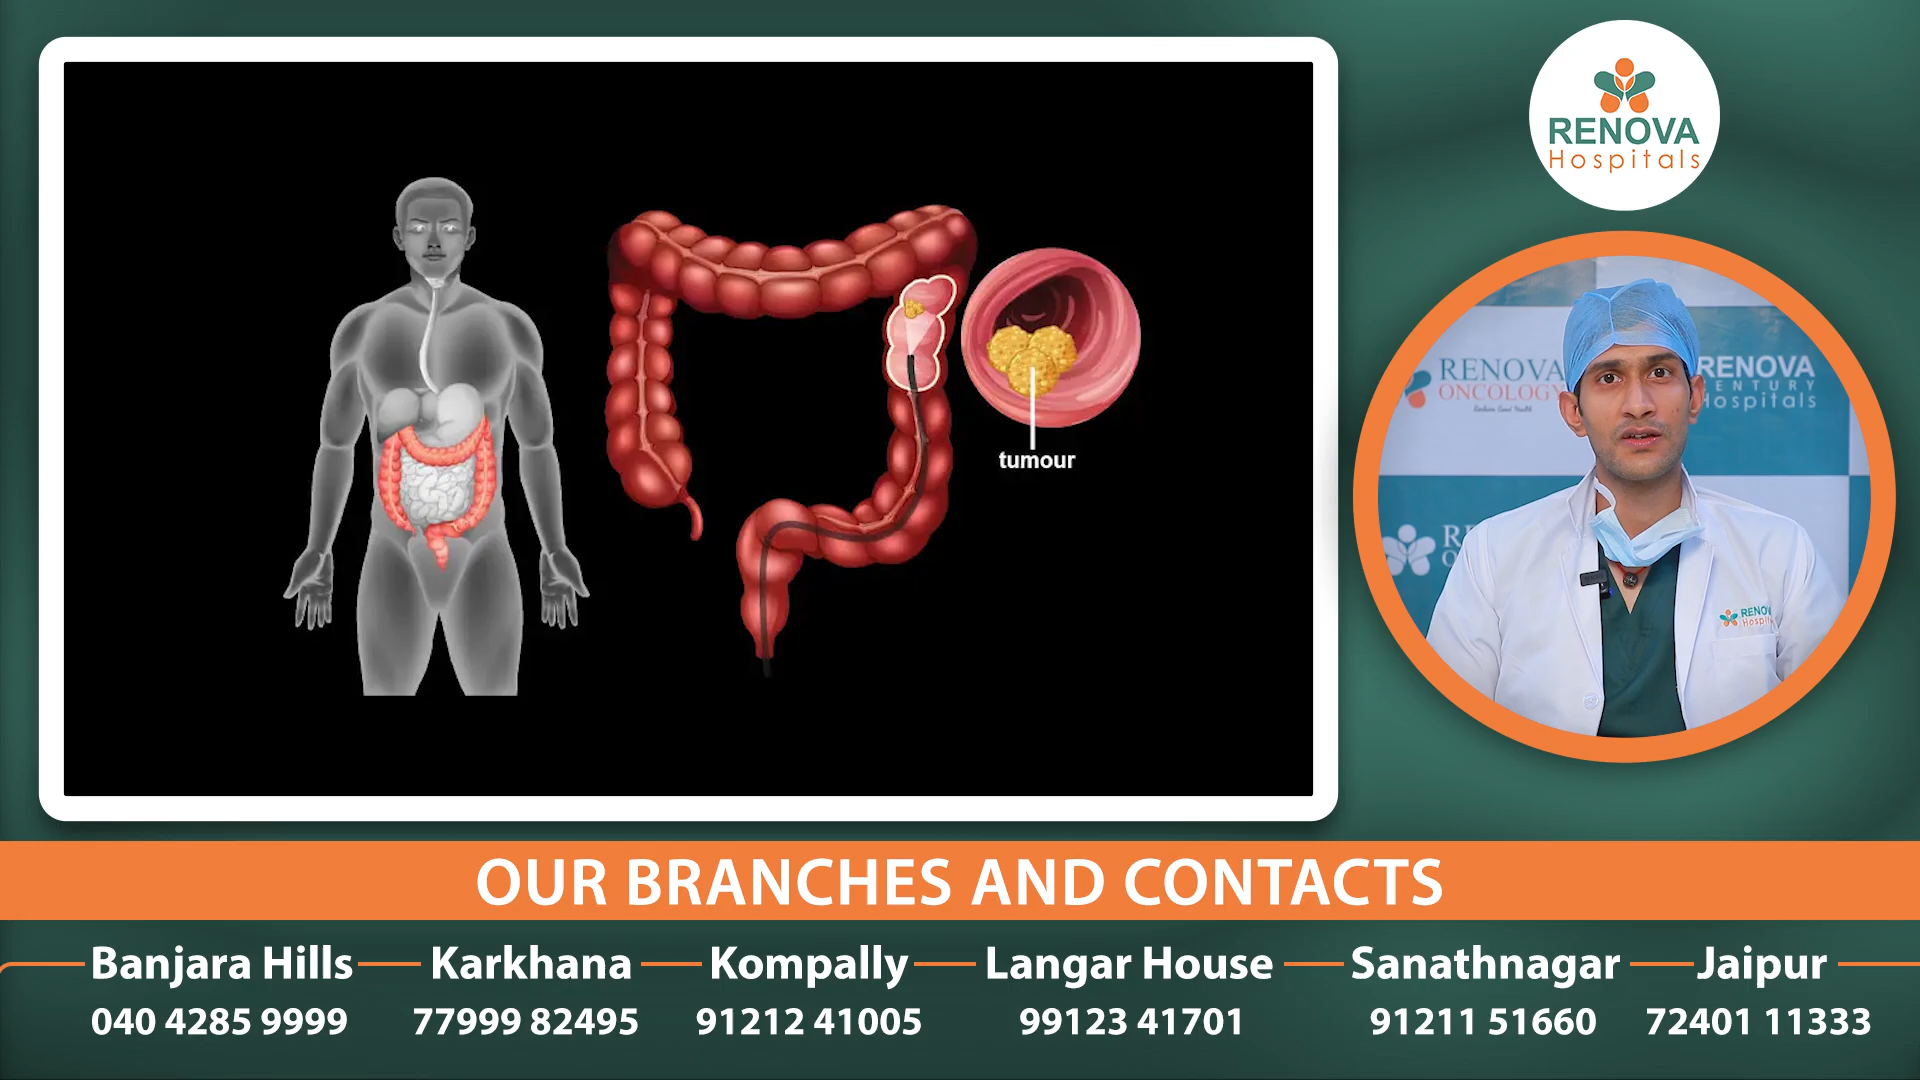 RENOVA
Hospitals
RENOVA
ONCOLOGY
RENOVA
CENTURY
Hospitals
tumour
OUR BRANCHES AND CONTACTS
Banjara Hills
Karkhana
Kompally
Langar House
Sanathnagar
Jaipur
040 4285 9999
77999 82495
91212 41005
99123 41701
91211 51660
72401 11333